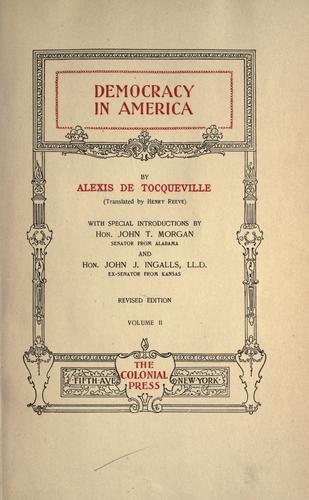 DEMOCRACY
IN AMERICA
BY
ALEXIS DE TOCQUEVILLE
(Translated by HENRY REEVE)
WITH SPECIAL INTRODUCTIONS BY
HON. JOHN T. MORGAN
SENATOR FROM ALABAMA
AND
HON. JOHN J. INGALLS, LL.D.
EX-SENATOR FROM KANSAS
REVISED EDITION
VOLUME II
THE
COLONIAL
PRESS
FIFTH AVE
NEW YORK